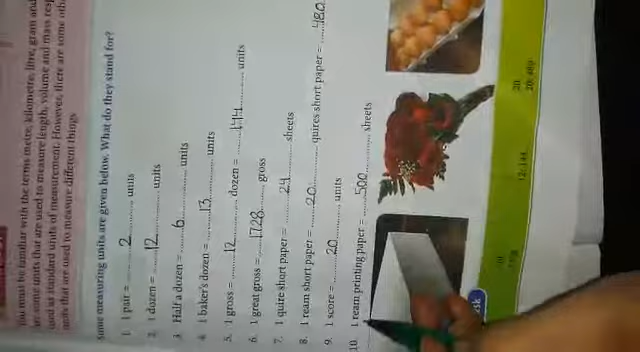 You must be familiar with the terms metre, kilometre, litre, gram and
are some units that are used to measure length, volume and mass
used as standard units of measurement. However, there are some
units that are used to measure different things
Some measuring units are given below. What do they stand for?
1. 1 pair = 2 units
2. 1 dozen = 12 units
3. Half a dozen = 6 units
4. 1 baker's dozen = 13 units
5. 1 gross = 12 dozen = 144 units
6. 1 great gross = 1728 gross
7. 1 quire short paper = 24 sheets
8. 1 ream short paper = 20 quires short paper = 480
9. 1 score = 20 units
10. 1 ream printing paper = 500 sheets